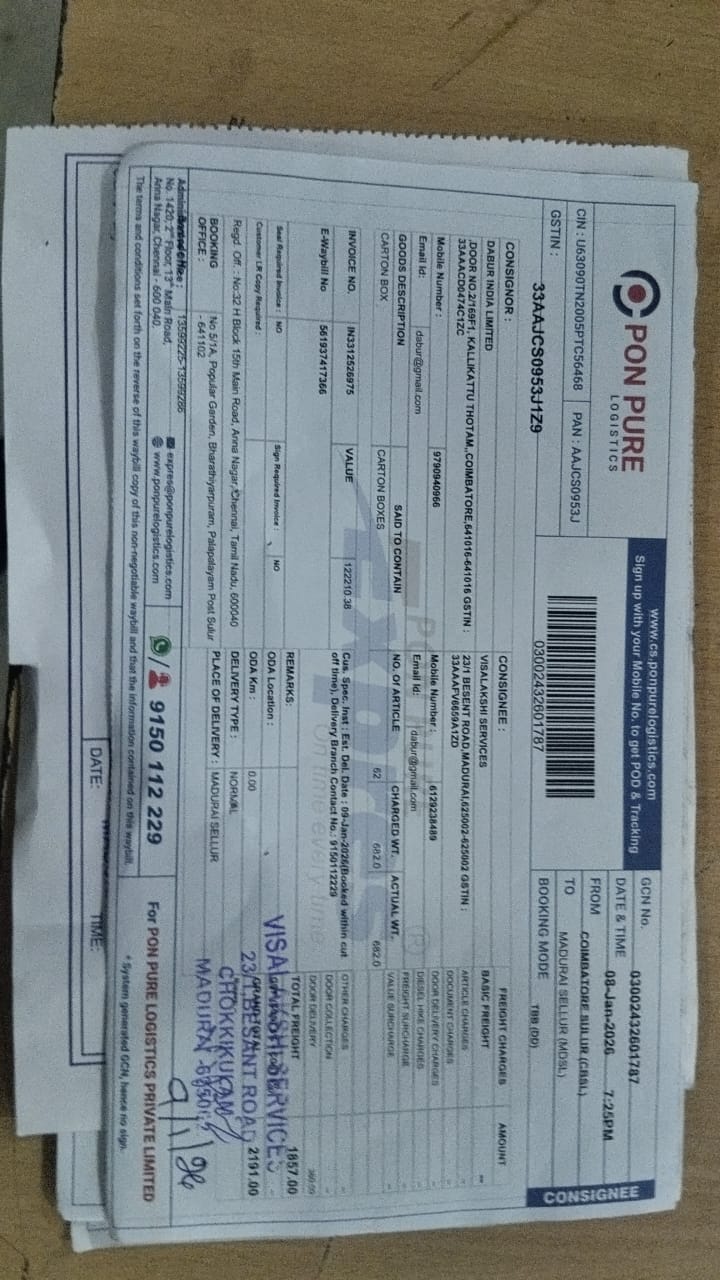 PON PURE
LOGISTICS
www.cs.ponpurelogistics.com
Sign up with your Mobile No. to get POD & Tracking
CIN : U63090TN2005PTC56468 PAN : AAJCS0953J
GSTIN : 33AAJCS0953J1Z9
03002432601787
GCN No. 03002432601787
DATE & TIME 08-Jan-2026 7:25PM
FROM COIMBATORE SULUR (CBSL)
TO MADURAI SELLUR (MDSL)
BOOKING MODE TBB (DD)
CONSIGNEE
CONSIGNOR :
DABUR INDIA LIMITED
,DOOR NO.2/169F1, KALLIKATTU THOTAM,,COIMBATORE,641016-641016 GSTIN :
33AAACD0474C1ZC
Mobile Number : 9790940966
Email Id: dabur@gmail.com
CONSIGNEE :
VISALAKSHI SERVICES
23/1 BESENT ROAD,MADURAI,625002-625002 GSTIN :
33AAAFV6659A1ZD
Mobile Number : 6129238489
Email Id: dabur@gmail.com
GOODS DESCRIPTION SAID TO CONTAIN NO. OF ARTICLE CHARGED WT. ACTUAL WT.
CARTON BOX CARTON BOXES 62 682.0 682.0
INVOICE NO. IN3312526975 VALUE 122210.38
E-Waybill No 561937417366
Cus. Spec. Inst : Est. Del. Date : 09-Jan-2026(Booked within cut
off time), Delivery Branch Contact No.: 9150112229
Seal Required Invoice : NO Sign Required Invoice : NO
Customer LR Copy Required :
REMARKS:
ODA Location :
ODA Km : 0.00
DELIVERY TYPE : NORMAL
PLACE OF DELIVERY : MADURAI SELLUR
FREIGHT CHARGES AMOUNT
BASIC FREIGHT
ARTICLE CHARGES
DOCUMENT CHARGES
DOOR DELIVERY CHARGES
DIESEL HIKE CHARGES
FREIGHT SURCHARGE
VALUE SURCHARGE
OTHER CHARGES
DOOR COLLECTION
DOOR DELIVERY
TOTAL FREIGHT 1857.00
2191.00
VISALAKSHI SERVICES
23/1 BESANT ROAD
CHOKKIKULAM
MADURAI
9/1/26
Regd. Off. : No:32 H Block 15th Main Road, Anna Nagar, Chennai, Tamil Nadu, 600040
BOOKING OFFICE : No 5/1A, Popular Garden, Bharathiyarpuram, Palapalayam Post Sulur
- 641102
No. 1420, 2nd Floor, 13th Main Road,
Anna Nagar, Chennai - 600 040.
expres@ponpurelogistics.com
www.ponpurelogistics.com
9150 112 229
For PON PURE LOGISTICS PRIVATE LIMITED
The terms and conditions set forth on the reverse of this waybill copy of this non-negotiable waybill and that the information contained on this waybill.
* System generated GCN, hence no sign.
DATE: TIME: